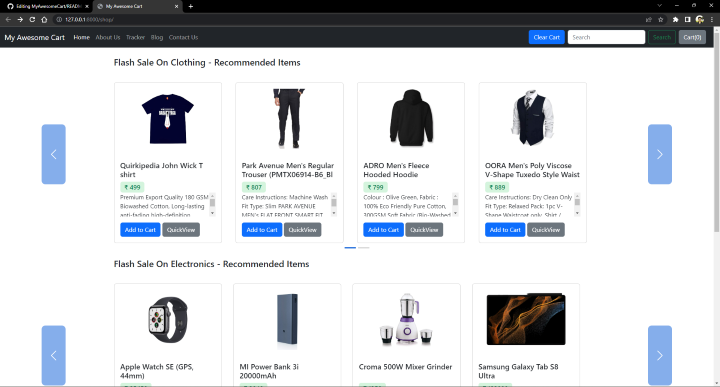 Editing MyAwesomeCart/READM
My Awesome Cart
127.0.0.1:8000/shop/
My Awesome Cart
Home
About Us
Tracker
Blog
Contact Us
Clear Cart
Search
Search
Cart(0)
Flash Sale On Clothing - Recommended Items
Quirkipedia John Wick T
shirt
₹ 499
Premium Export Quality 180 GSM
Biowashed Cotton, Long-lasting
anti-fading high-definition
Add to Cart
QuickView
Park Avenue Men's Regular
Trouser (PMTX06914-B6_Bl
₹ 807
Care Instructions: Machine Wash
Fit Type: Slim PARK AVENUE
MEN's FLAT FRONT SMART FIT
Add to Cart
QuickView
ADRO Men's Fleece
Hooded Hoodie
₹ 799
Colour : Olive Green, Fabric :
100% Eco Friendly Pure Cotton,
300GSM Soft Fabric (Bio-Washed
Add to Cart
QuickView
OORA Men's Poly Viscose
V-Shape Tuxedo Style Waist
₹ 889
Care Instructions: Dry Clean Only
Fit Type: Relaxed Pack: 1pc V-
Shape Waistcoat only, Shirt /
Add to Cart
QuickView
Flash Sale On Electronics - Recommended Items
Apple Watch SE (GPS,
44mm)
MI Power Bank 3i
20000mAh
Croma 500W Mixer Grinder
Samsung Galaxy Tab S8
Ultra